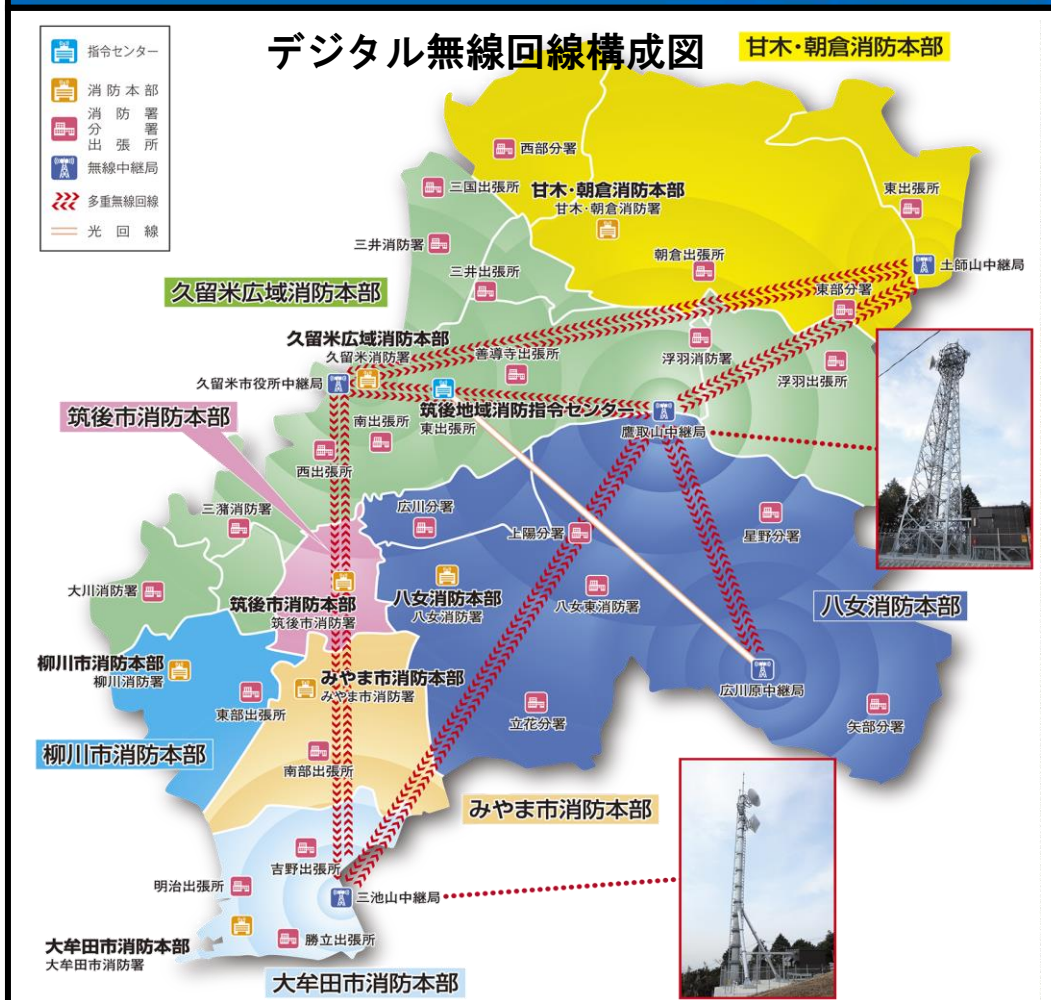 デジタル無線回線構成図
指令センター
消防本部
消防署
分署
出張所
無線中継局
多重無線回線
光回線
甘木・朝倉消防本部
西部分署
三国出張所
甘木・朝倉消防本部
甘木・朝倉消防署
東出張所
三井消防署
朝倉出張所
土師山中継局
三井出張所
久留米広域消防本部
東部分署
久留米広域消防本部
久留米消防署
善導寺出張所
浮羽消防署
浮羽出張所
久留米市役所中継局
筑後地域消防指令センター
東出張所
筑後市消防本部
南出張所
鷹取山中継局
西出張所
三潴消防署
広川分署
上陽分署
星野分署
大川消防署
筑後市消防本部
筑後市消防署
八女消防本部
八女消防署
八女東消防署
八女消防本部
柳川市消防本部
柳川消防署
みやま市消防本部
みやま市消防署
広川原中継局
東部出張所
立花分署
矢部分署
柳川市消防本部
南部出張所
みやま市消防本部
吉野出張所
明治出張所
三池山中継局
大牟田市消防本部
大牟田市消防署
勝立出張所
大牟田市消防本部